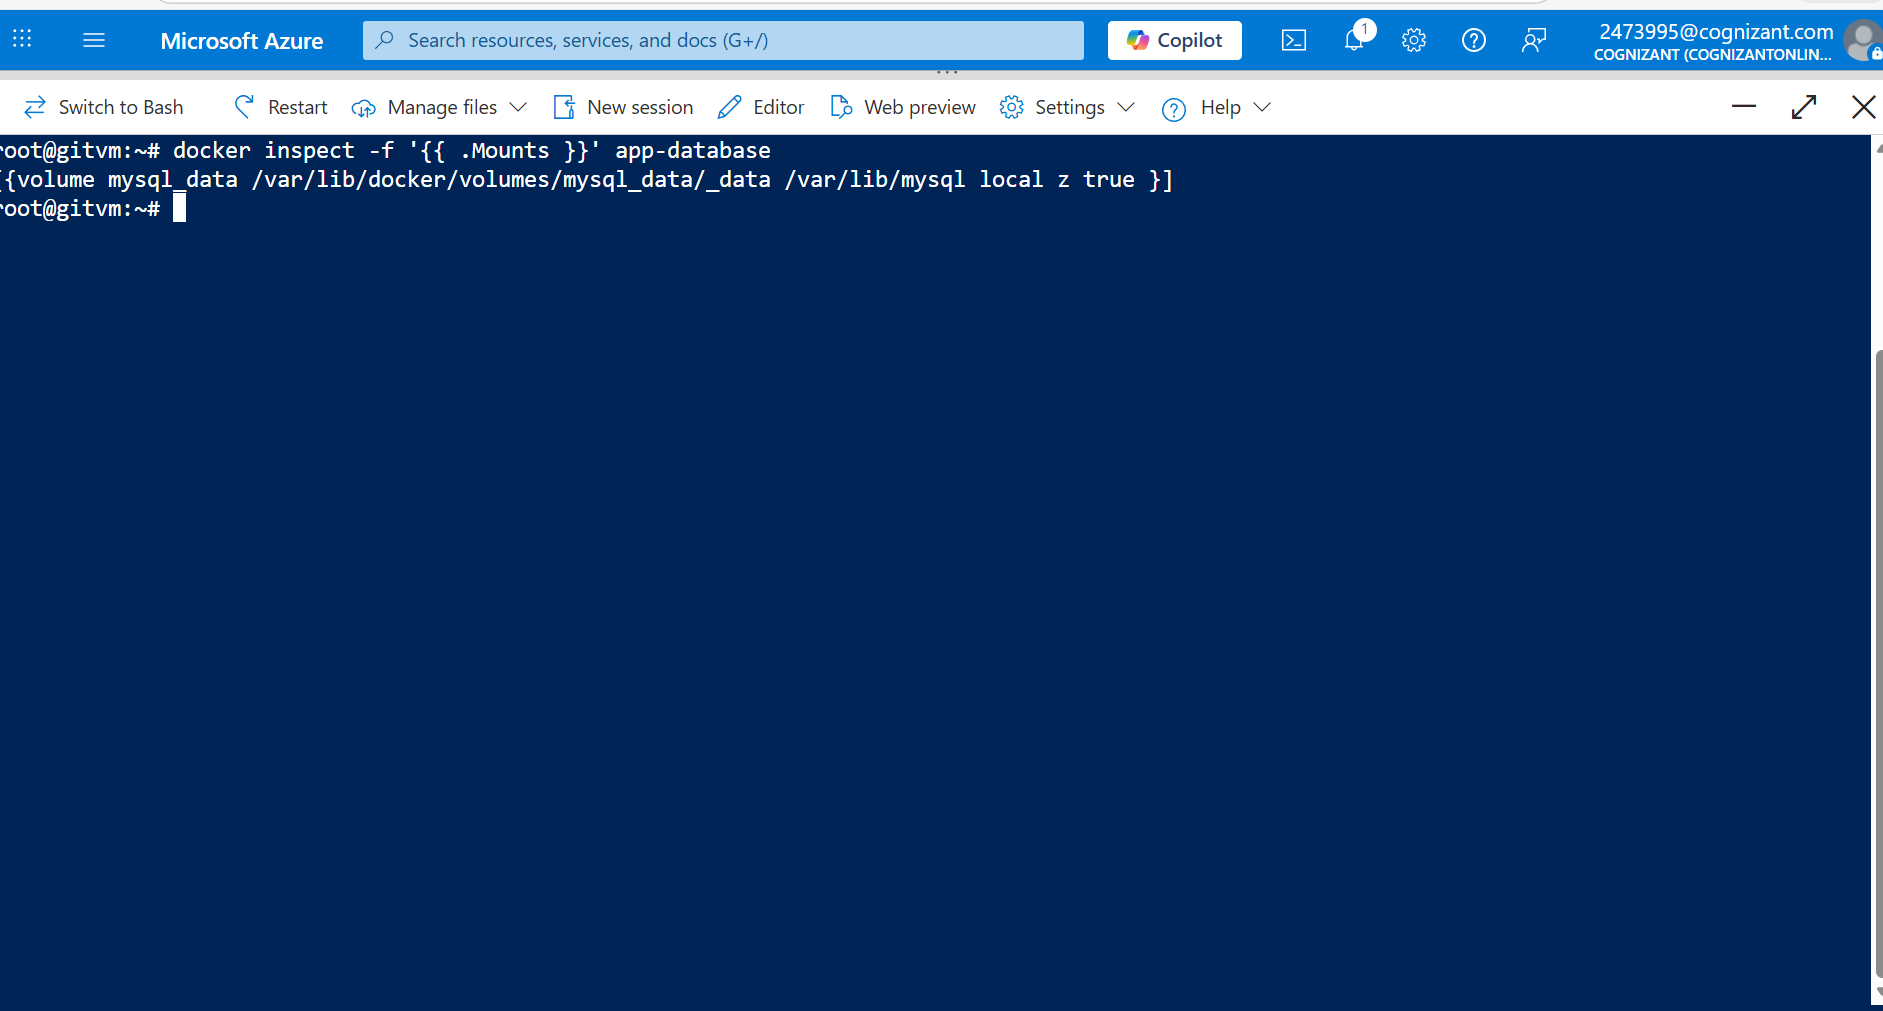 Microsoft Azure
Search resources, services, and docs (G+/)
Copilot
1
2473995@cognizant.com
COGNIZANT (COGNIZANTONLIN...
Switch to Bash
Restart
Manage files
New session
Editor
Web preview
Settings
Help
root@gitvm:~# docker inspect -f '{{ .Mounts }}' app-database
[{volume mysql_data /var/lib/docker/volumes/mysql_data/_data /var/lib/mysql local z true }]
root@gitvm:~#